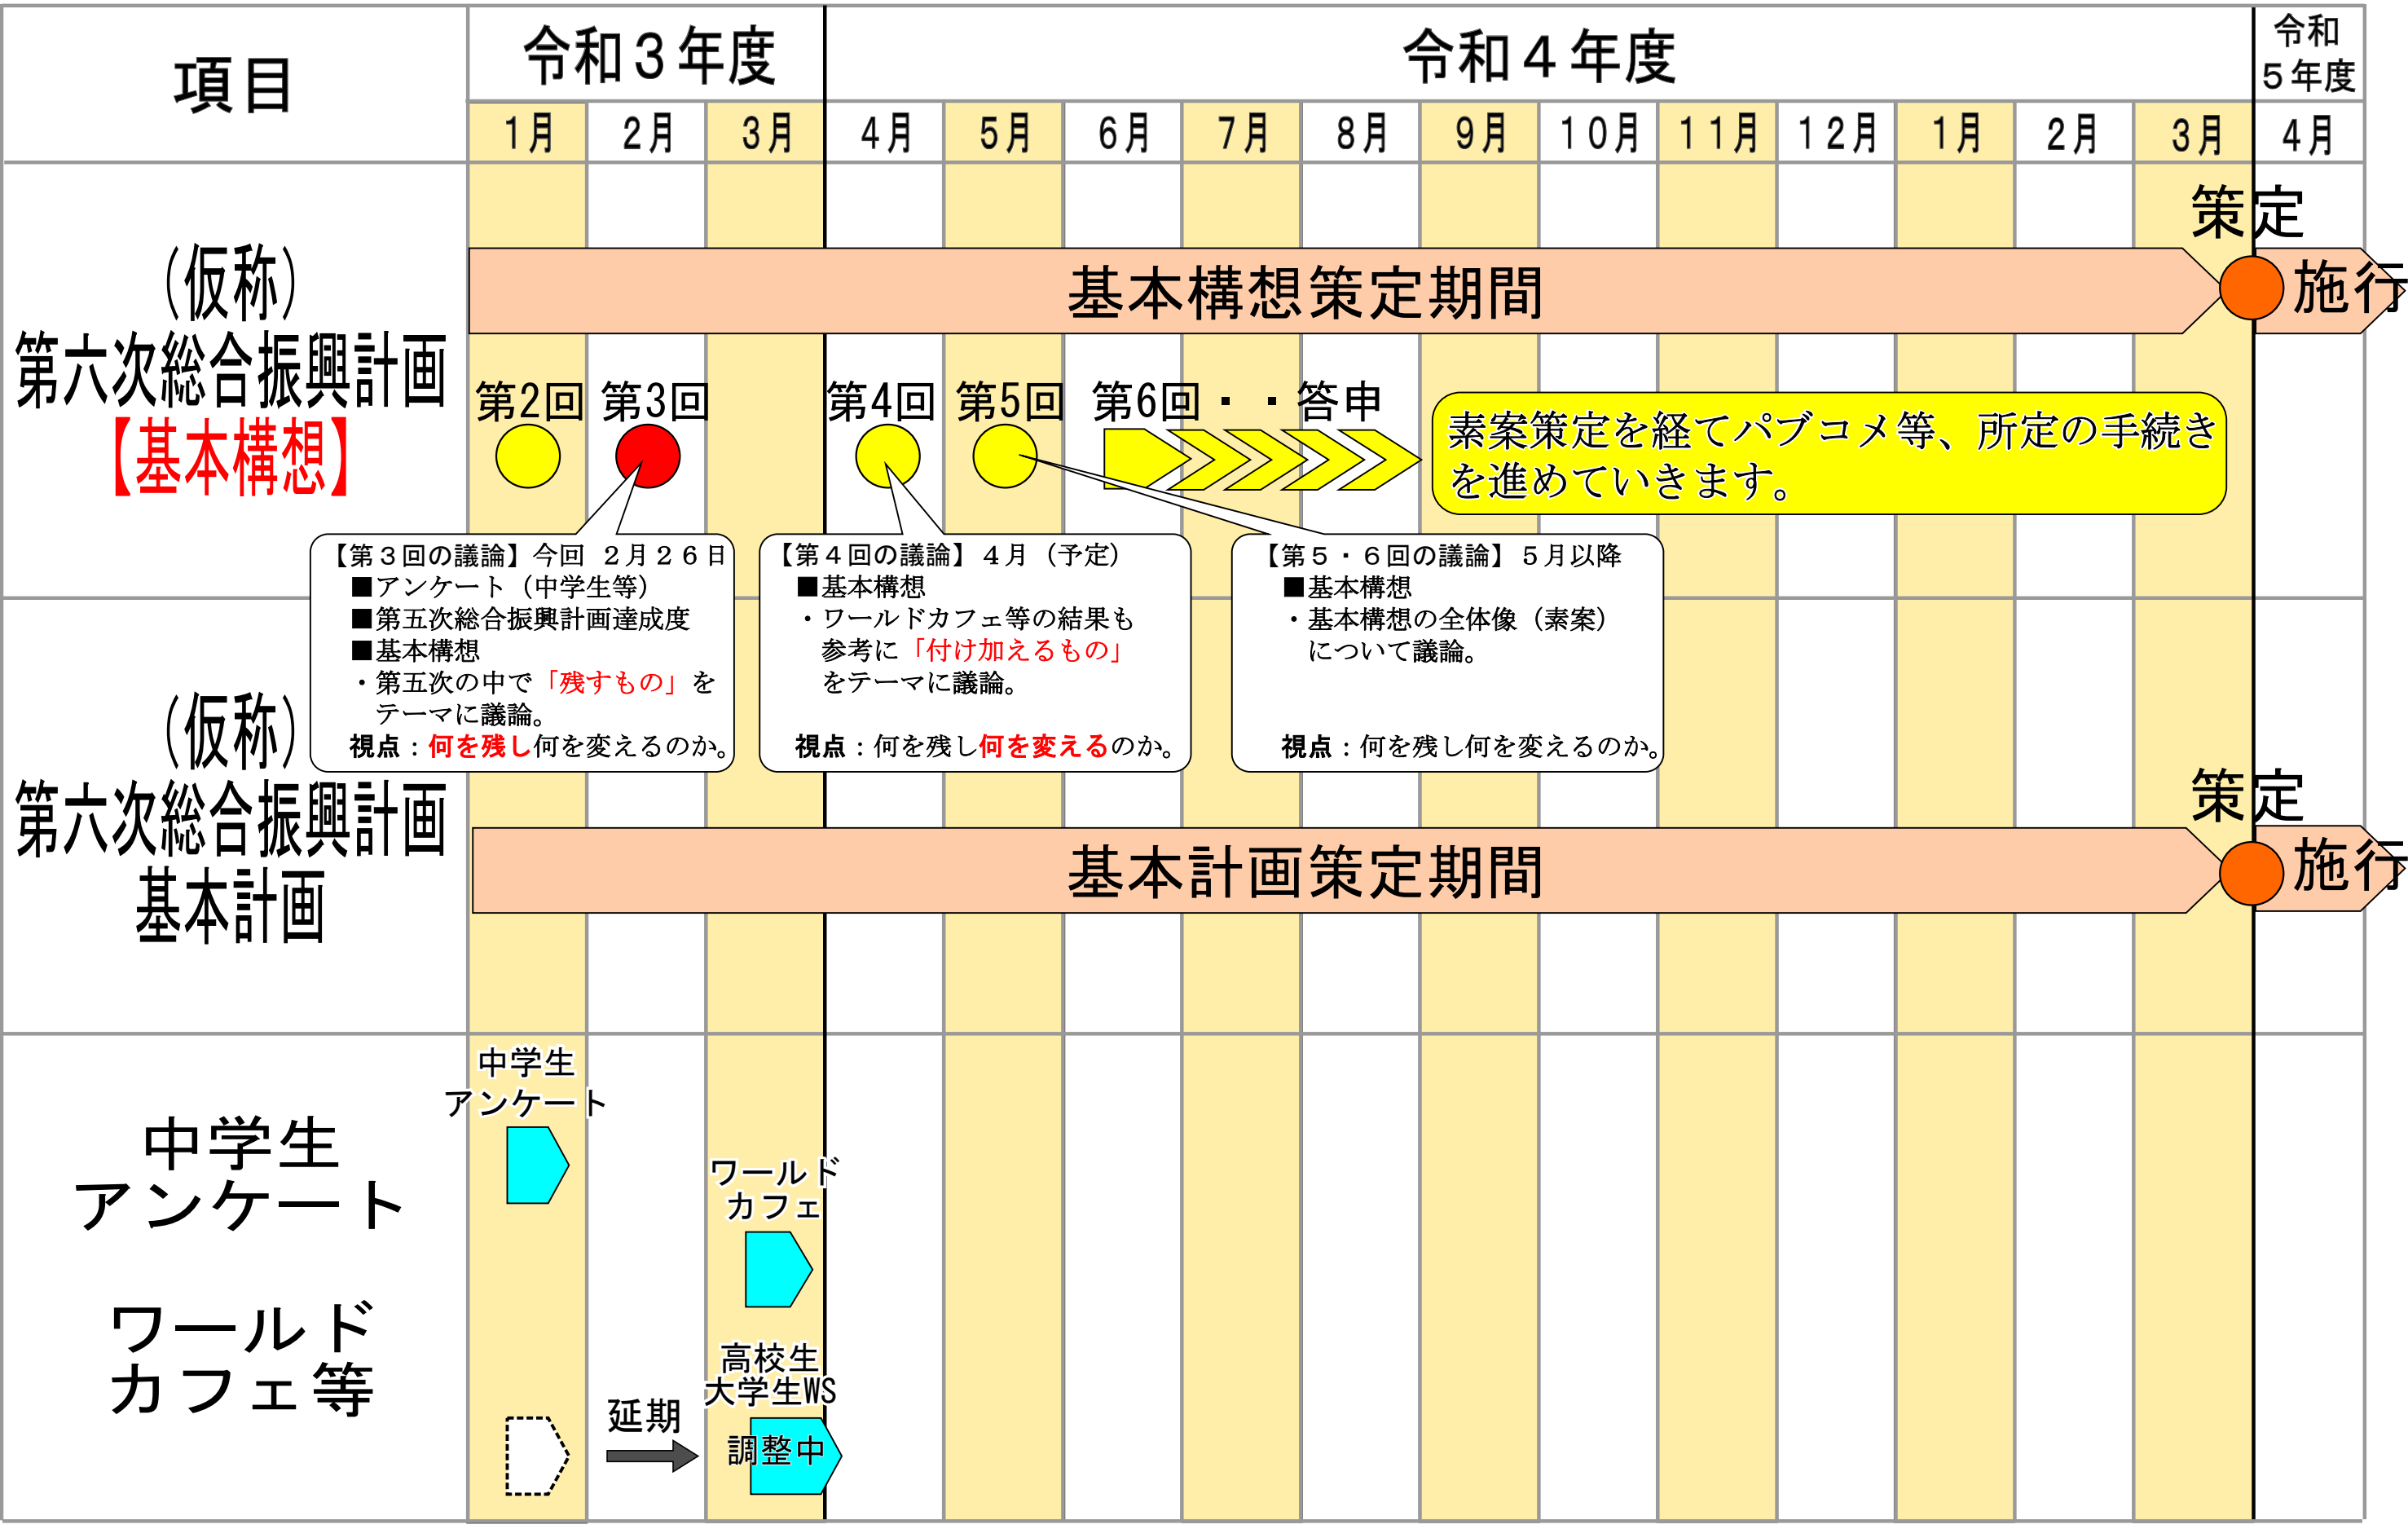 項目
令和３年度
令和４年度
令和
５年度
1月
2月
3月
4月
5月
6月
7月
8月
9月
10月
11月
12月
1月
2月
3月
4月
（仮称）
第六次総合振興計画
【基本構想】
策定
基本構想策定期間
施行
第2回
第3回
第4回
第5回
第6回・・答申
素案策定を経てパブコメ等、所定の手続き
を進めていきます。
【第３回の議論】今回 ２月２６日
■アンケート（中学生等）
■第五次総合振興計画達成度
■基本構想
・第五次の中で「残すもの」を
テーマに議論。
視点：何を残し何を変えるのか。
【第４回の議論】４月（予定）
■基本構想
・ワールドカフェ等の結果も
参考に「付け加えるもの」
をテーマに議論。
視点：何を残し何を変えるのか。
【第５・６回の議論】５月以降
■基本構想
・基本構想の全体像（素案）
について議論。
視点：何を残し何を変えるのか。
（仮称）
第六次総合振興計画
基本計画
策定
基本計画策定期間
施行
中学生
アンケート
ワールド
カフェ等
中学生
アンケート
ワールド
カフェ
高校生
大学生WS
延期
調整中